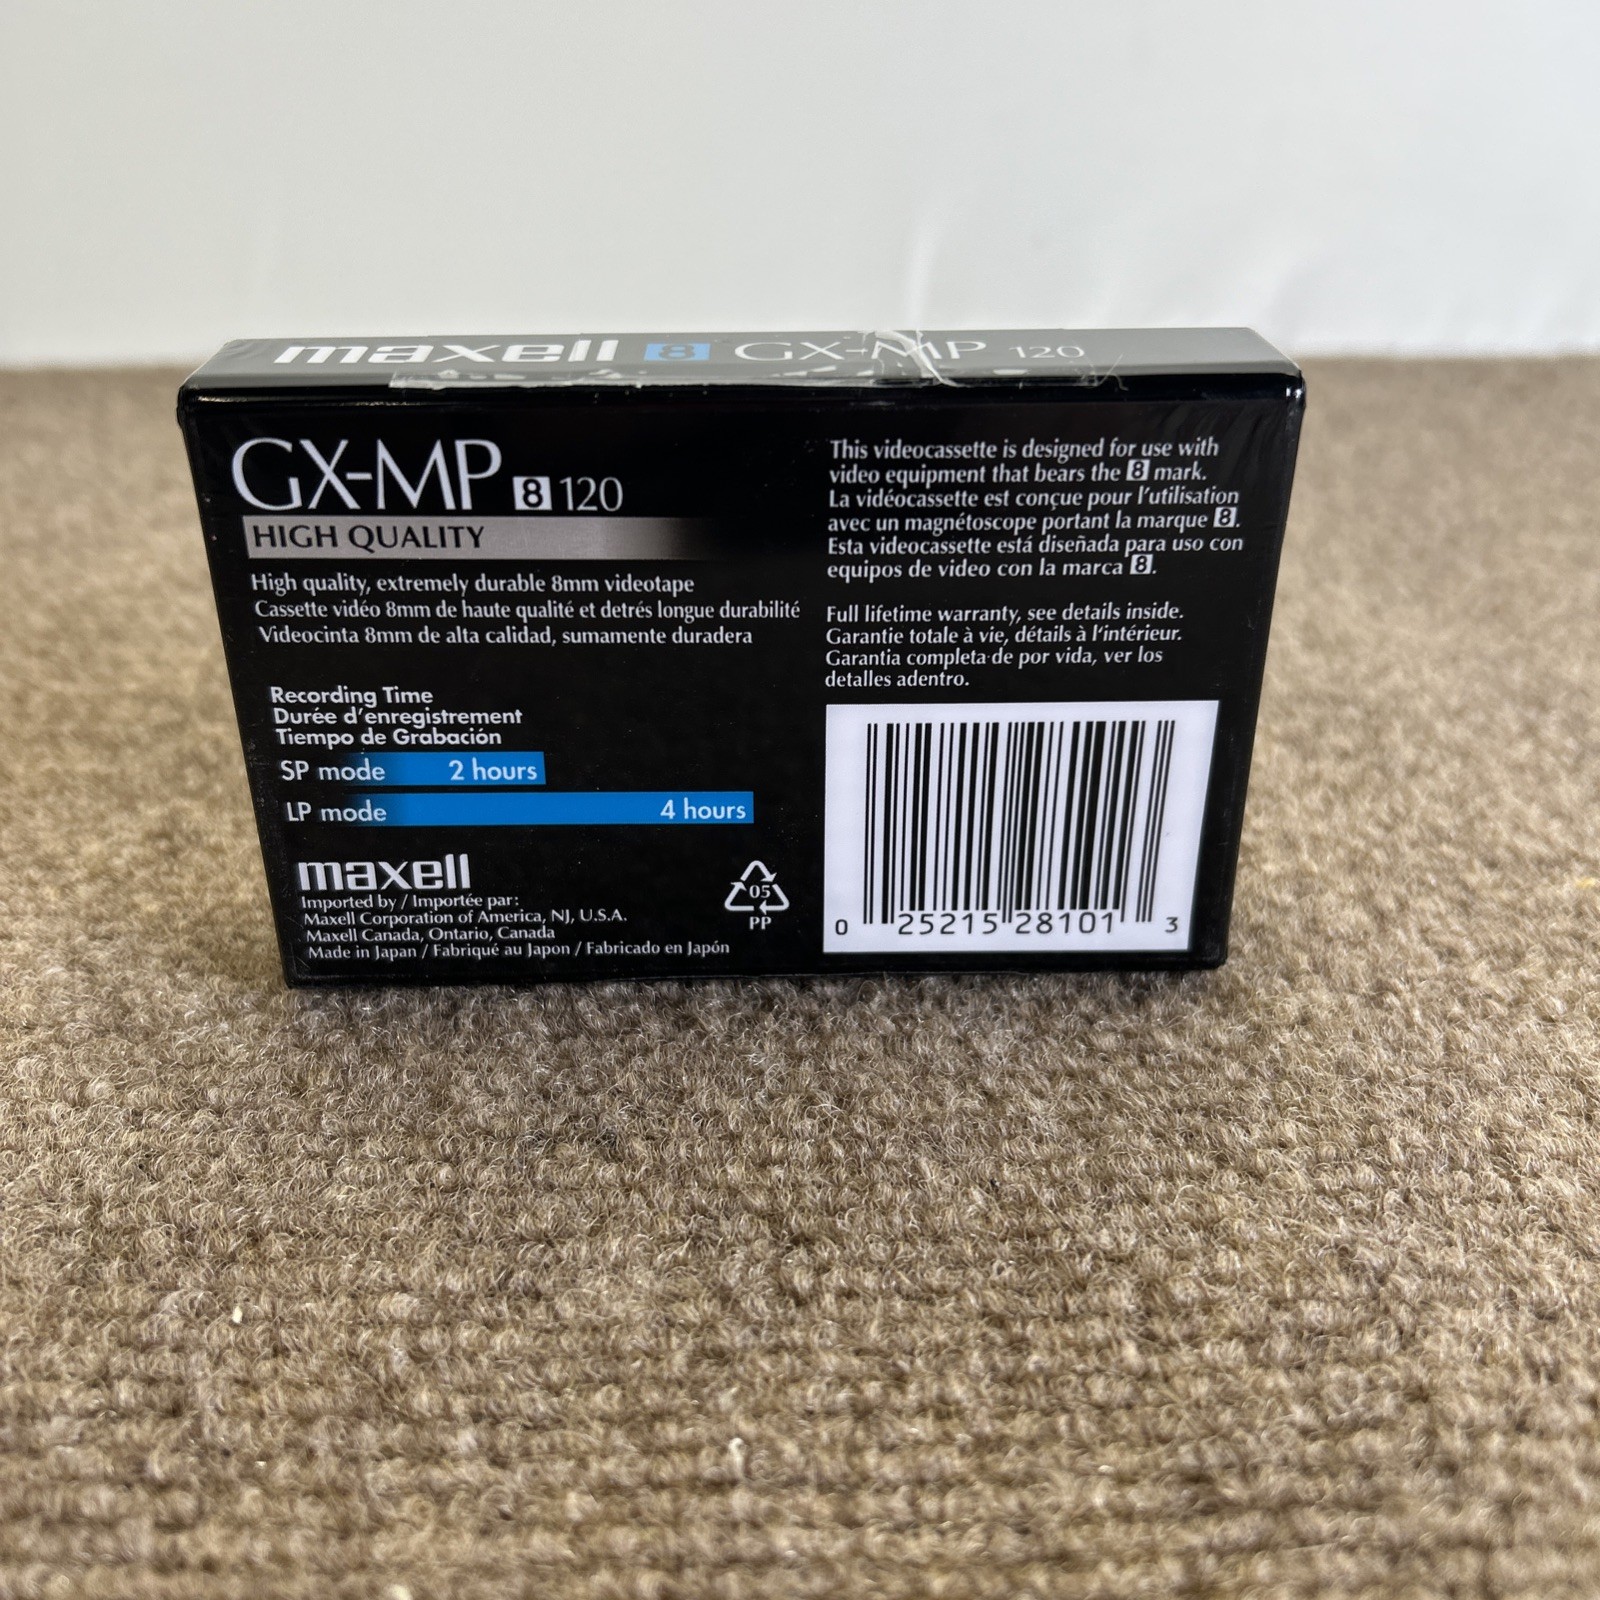 maxell 8 GX-MP 120
GX-MP 8 120
HIGH QUALITY
High quality, extremely durable 8mm videotape
Cassette vidéo 8mm de haute qualité et detrés longue durabilité
Videocinta 8mm de alta calidad, sumamente duradera
Recording Time
Durée d'enregistrement
Tiempo de Grabación
SP mode 2 hours
LP mode 4 hours
maxell
Imported by / Importée par:
Maxell Corporation of America, NJ, U.S.A.
Maxell Canada, Ontario, Canada
Made in Japan / Fabriqué au Japon / Fabricado en Japón
05
PP
This videocassette is designed for use with
video equipment that bears the 8 mark.
La vidéocassette est conçue pour l'utilisation
avec un magnétoscope portant la marque 8.
Esta videocassette está diseñada para uso con
equipos de video con la marca 8.
Full lifetime warranty, see details inside.
Garantie totale à vie, détails à l'intérieur.
Garantia completa de por vida, ver los
detalles adentro.
0 25215 28101 3